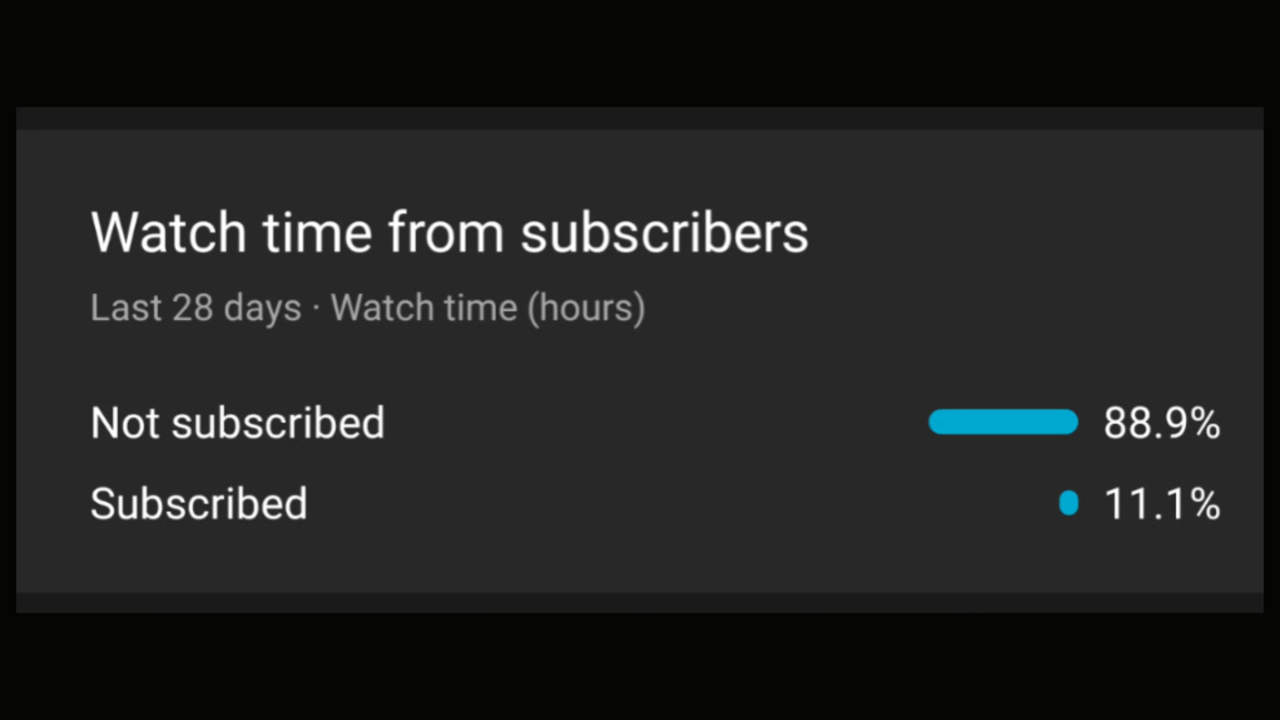 Watch time from subscribers
Last 28 days · Watch time (hours)
Not subscribed 88.9%
Subscribed 11.1%